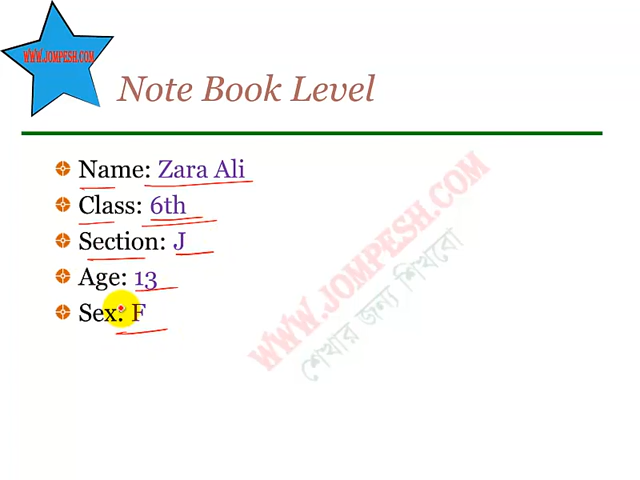 WWW.JOMPESH.COM
Note Book Level
Name: Zara Ali
Class: 6th
Section: J
Age: 13
Sex: F
WWW.JOMPESH.COM
শেখার জন্য শিখবো